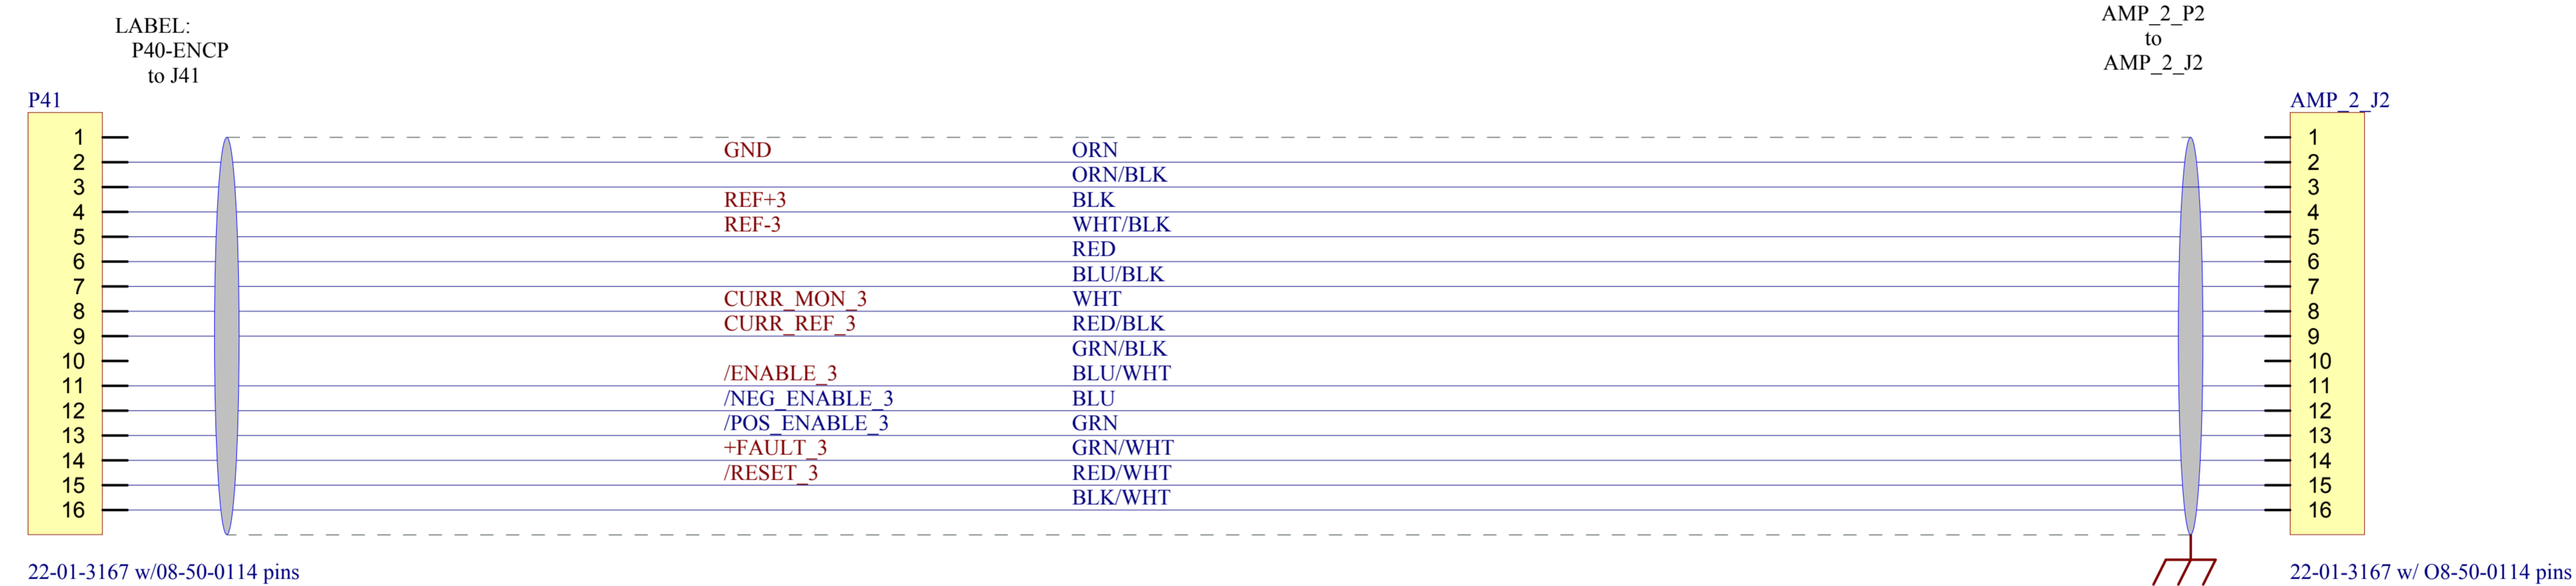 LABEL:
P40-ENCP
to J41
AMP_2_P2
to
AMP_2_J2
P41
AMP_2_J2
1 1
GND ORN
2 2
ORN/BLK
3 3
REF+3 BLK
4 4
REF-3 WHT/BLK
5 5
RED
6 6
BLU/BLK
7 7
CURR_MON_3 WHT
8 8
CURR_REF_3 RED/BLK
9 9
GRN/BLK
10 10
/ENABLE_3 BLU/WHT
11 11
/NEG_ENABLE_3 BLU
12 12
/POS_ENABLE_3 GRN
13 13
+FAULT_3 GRN/WHT
14 14
/RESET_3 RED/WHT
15 15
BLK/WHT
16 16
22-01-3167 w/08-50-0114 pins
22-01-3167 w/ O8-50-0114 pins